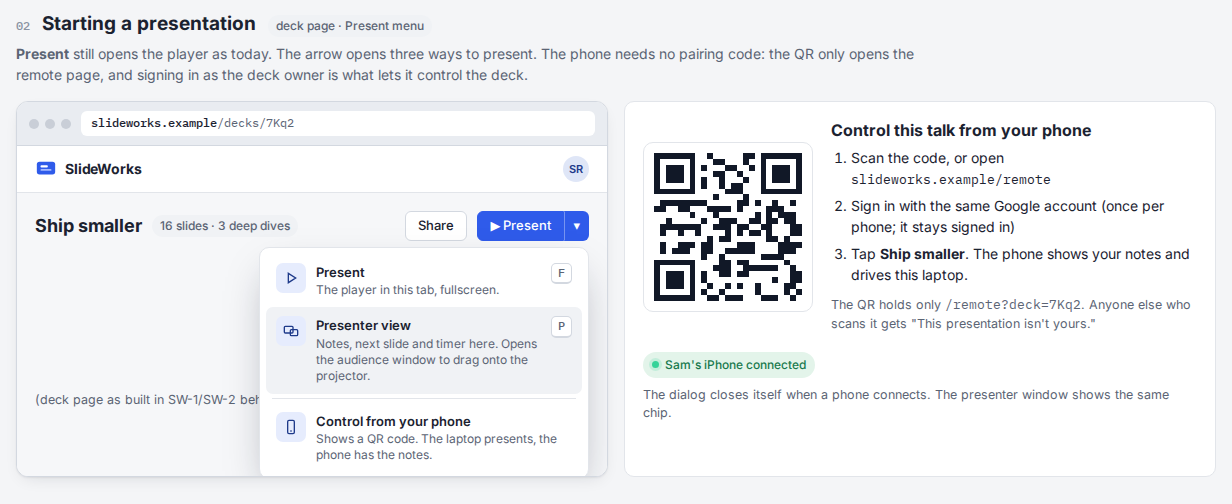 02 Starting a presentation deck page · Present menu
Present still opens the player as today. The arrow opens three ways to present. The phone needs no pairing code: the QR only opens the
remote page, and signing in as the deck owner is what lets it control the deck.
slideworks.example/decks/7Kq2
SlideWorks SR
Ship smaller 16 slides · 3 deep dives Share ▶ Present ▼
Present F
The player in this tab, fullscreen.
Presenter view P
Notes, next slide and timer here. Opens
the audience window to drag onto the
projector.
(deck page as built in SW-1/SW-2 beh
Control from your phone
Shows a QR code. The laptop presents, the
phone has the notes.
Control this talk from your phone
1. Scan the code, or open
slideworks.example/remote
2. Sign in with the same Google account (once per
phone; it stays signed in)
3. Tap Ship smaller. The phone shows your notes and
drives this laptop.
The QR holds only /remote?deck=7Kq2. Anyone else who
scans it gets "This presentation isn't yours."
Sam's iPhone connected
The dialog closes itself when a phone connects. The presenter window shows the same
chip.